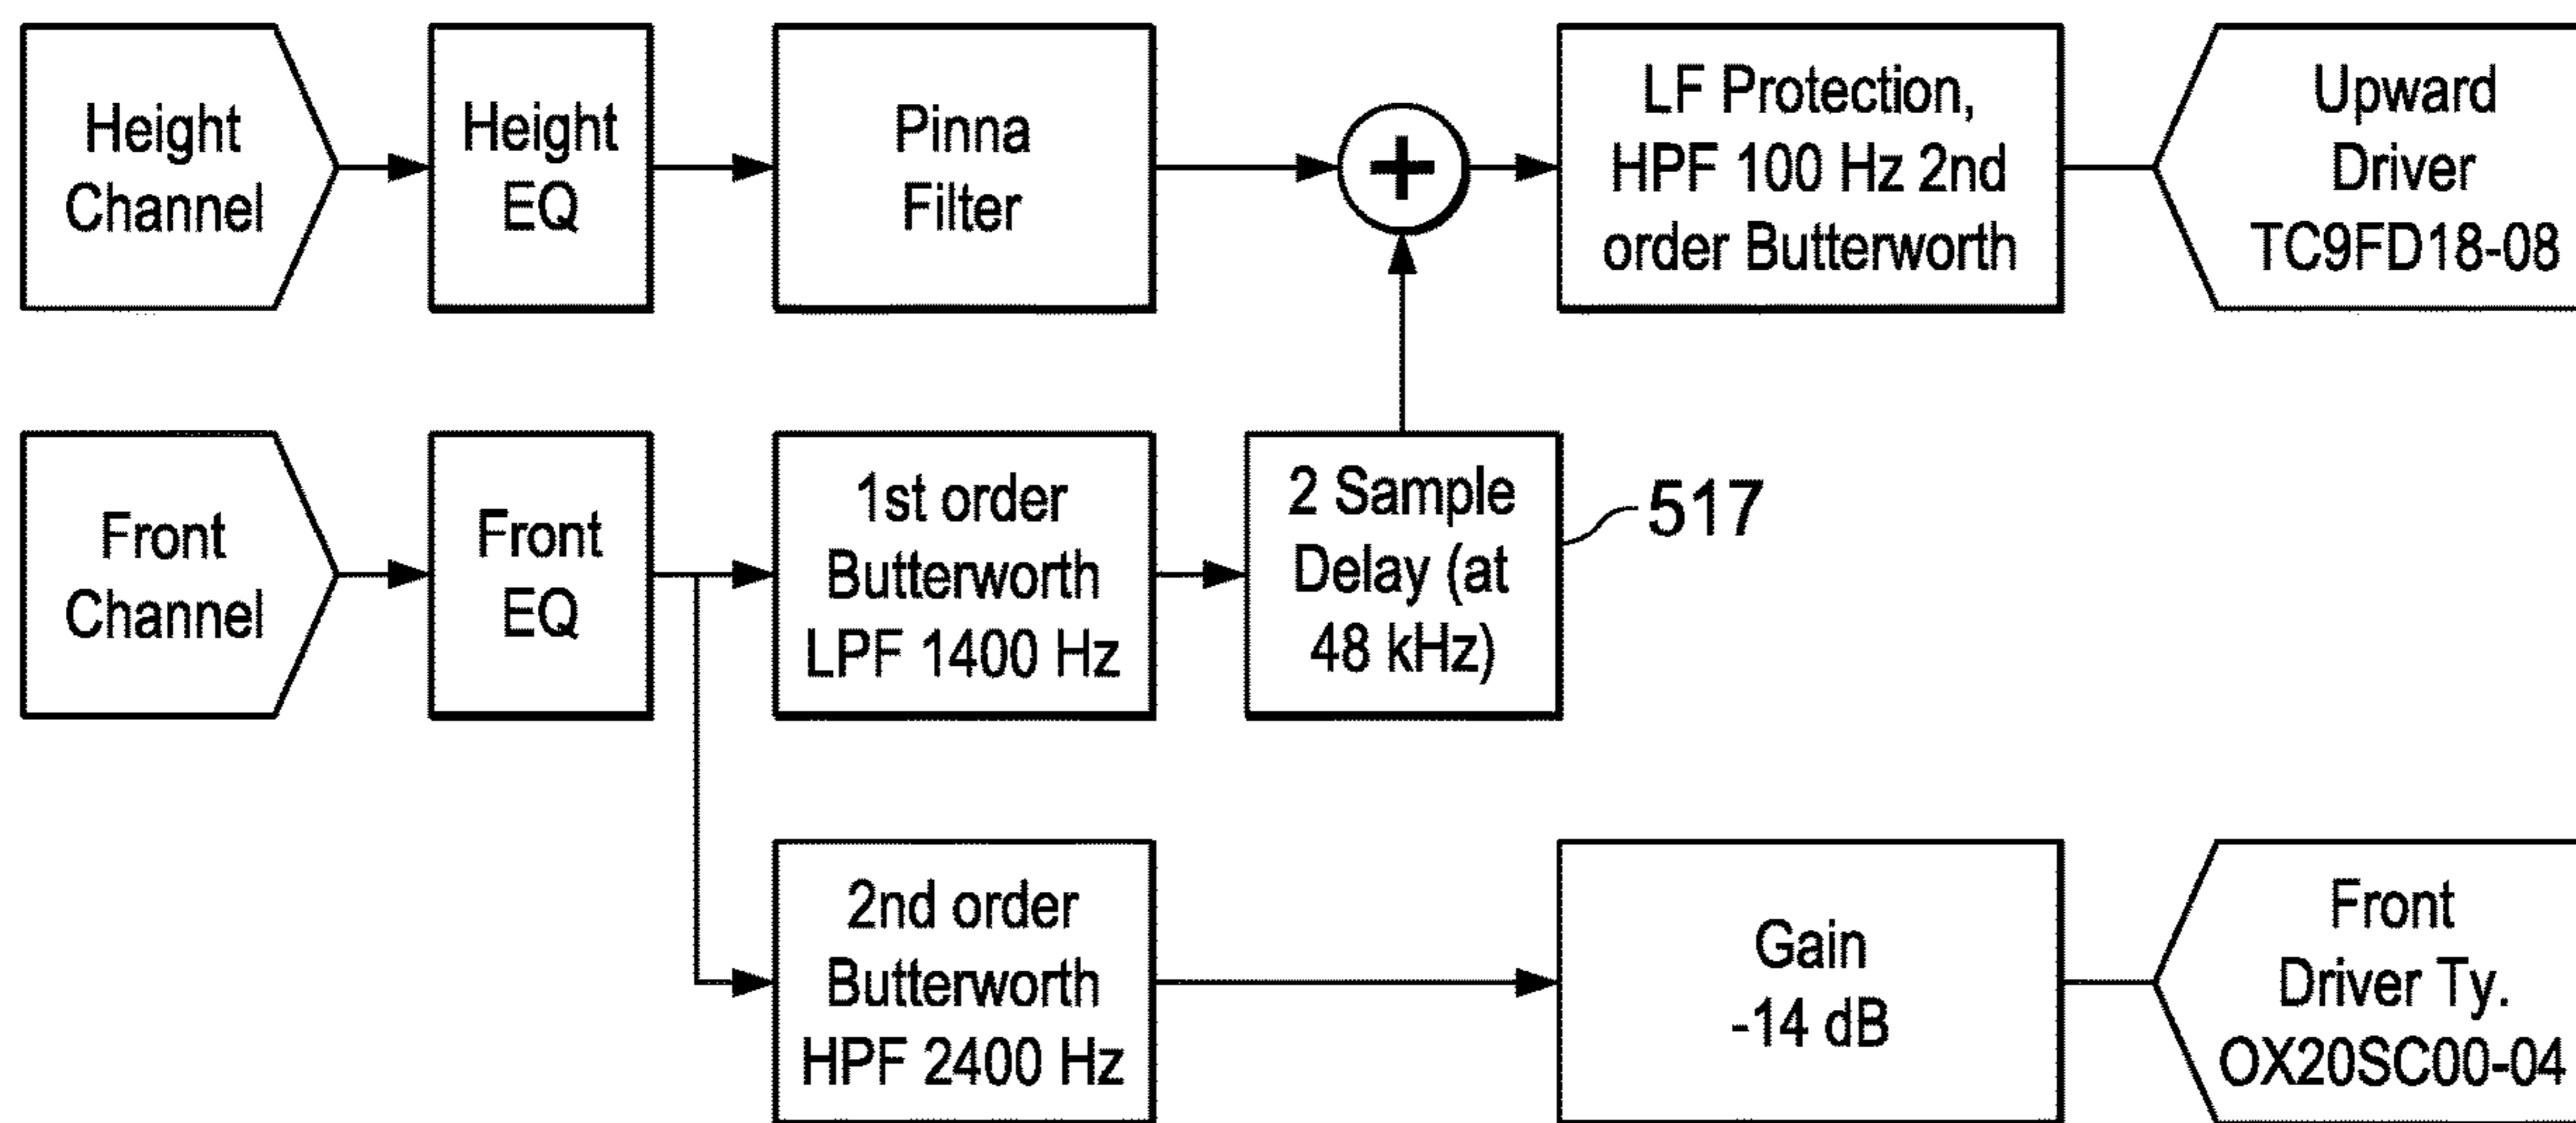 Height
Channel
Height
EQ
Pinna
Filter
+
LF Protection,
HPF 100 Hz 2nd
order Butterworth
Upward
Driver
TC9FD18-08
Front
Channel
Front
EQ
1st order
Butterworth
LPF 1400 Hz
2 Sample
Delay (at
48 kHz)
517
2nd order
Butterworth
HPF 2400 Hz
Gain
-14 dB
Front
Driver Ty.
OX20SC00-04